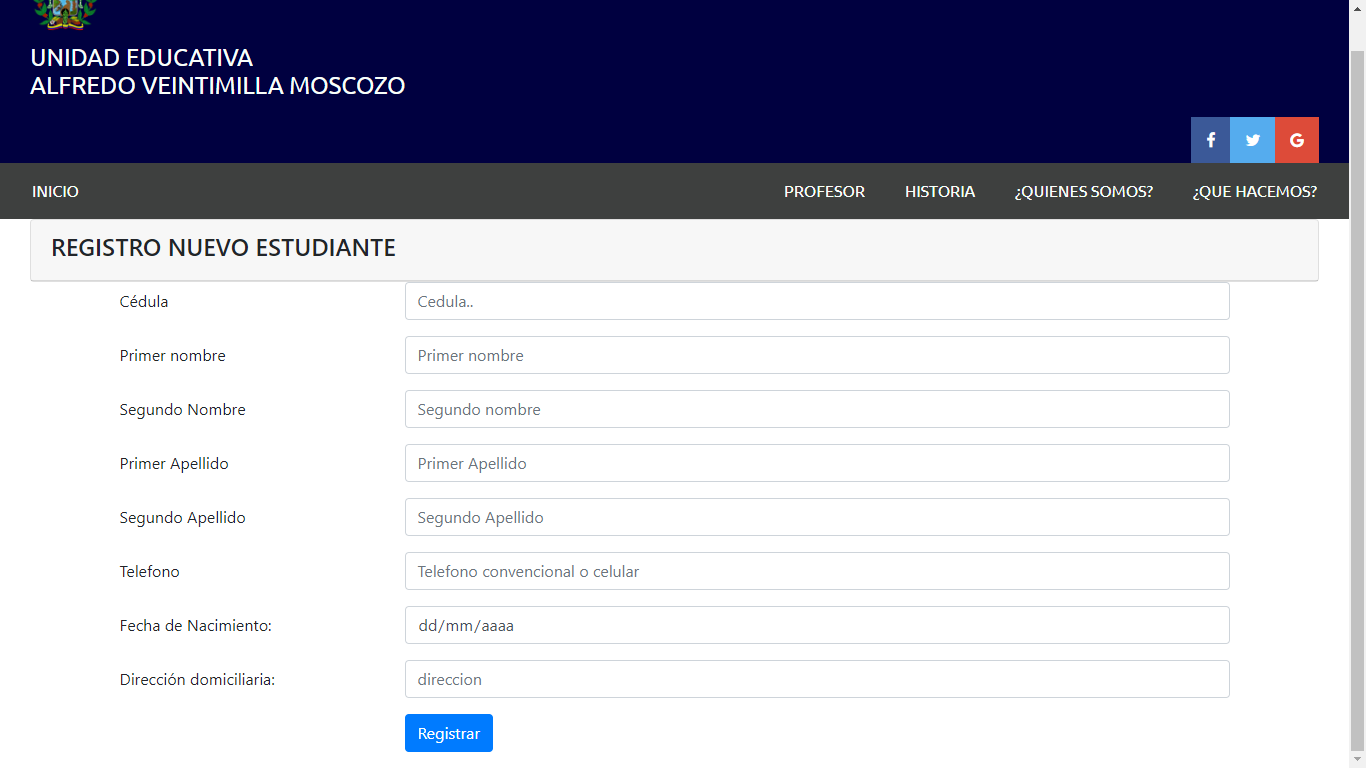 UNIDAD EDUCATIVA
ALFREDO VEINTIMILLA MOSCOZO
INICIO PROFESOR HISTORIA ¿QUIENES SOMOS? ¿QUE HACEMOS?
REGISTRO NUEVO ESTUDIANTE
Cédula Cedula..
Primer nombre Primer nombre
Segundo Nombre Segundo nombre
Primer Apellido Primer Apellido
Segundo Apellido Segundo Apellido
Telefono Telefono convencional o celular
Fecha de Nacimiento: dd/mm/aaaa
Dirección domiciliaria: direccion
Registrar